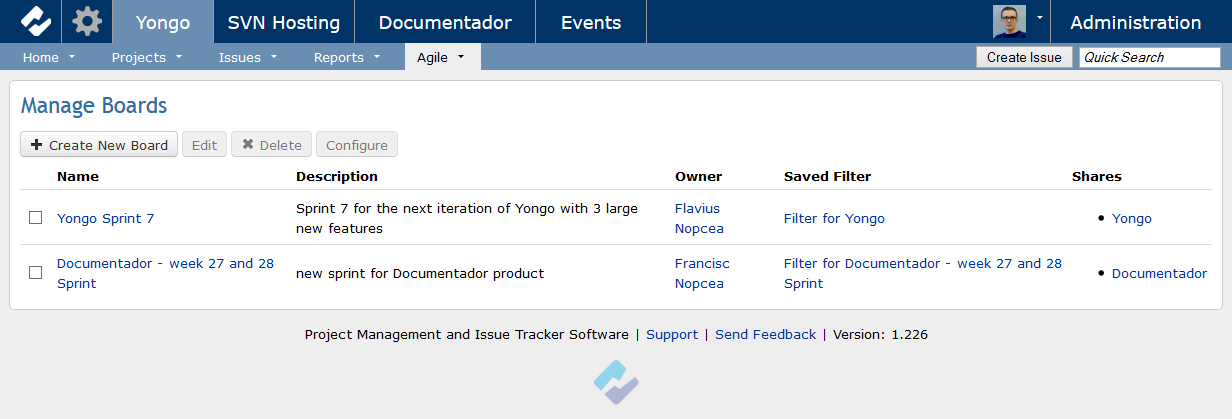 Yongo SVN Hosting Documentador Events Administration
Home Projects Issues Reports Agile Create Issue Quick Search
Manage Boards
Create New Board Edit Delete Configure
Name Description Owner Saved Filter Shares
Yongo Sprint 7 Sprint 7 for the next iteration of Yongo with 3 large Flavius Filter for Yongo • Yongo
new features Nopcea
Documentador - week 27 and 28 new sprint for Documentador product Francisc Filter for Documentador - week 27 and 28 • Documentador
Sprint Nopcea Sprint
Project Management and Issue Tracker Software | Support | Send Feedback | Version: 1.226